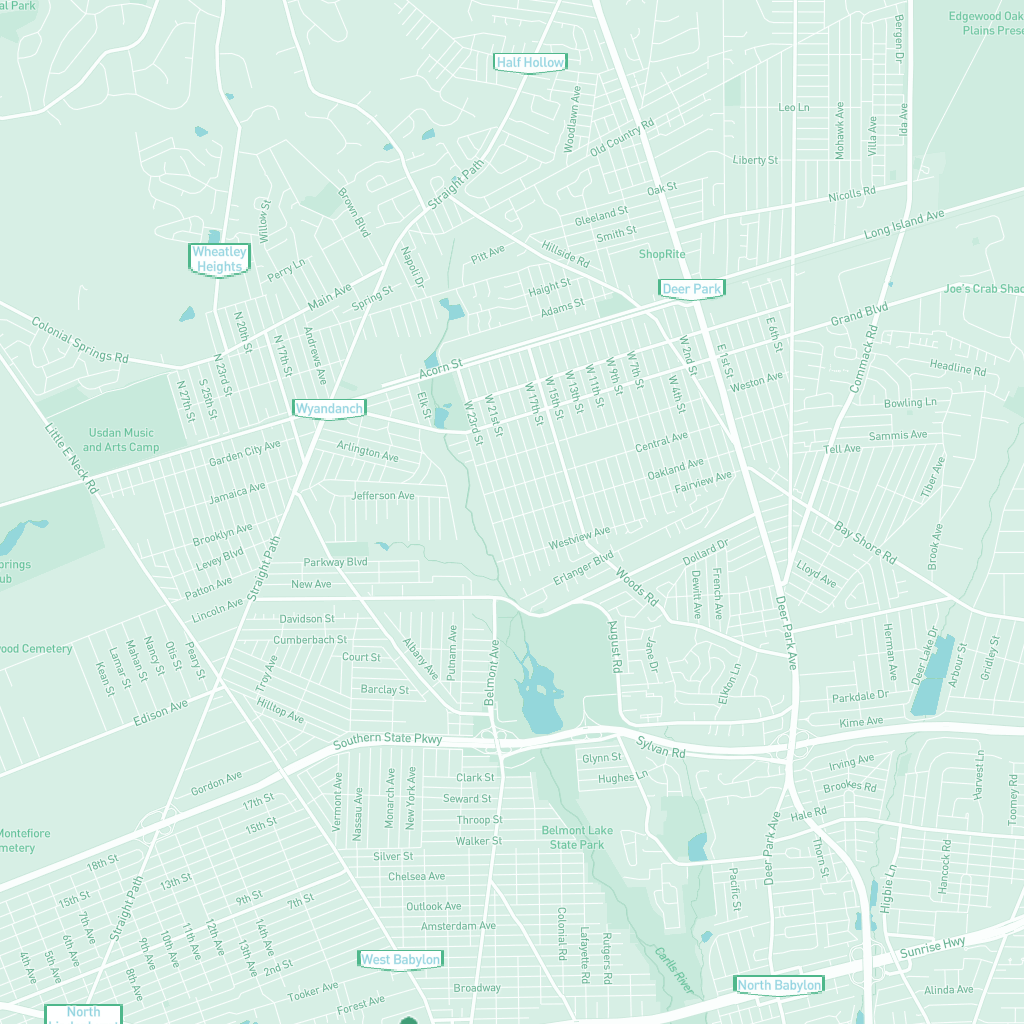 al Park
Edgewood Oak
Plains Prese
Bergen Dr
Half Hollow
Woodlawn Ave
Old Country Rd
Leo Ln
Mohawk Ave
Villa Ave
Ida Ave
Liberty St
Straight Path
Oak St
Nicolls Rd
Brown Blvd
Willow St
Gleeland St
Smith St
Long Island Ave
Wheatley
Heights
Perry Ln
Napoli Dr
Pitt Ave
Hillside Rd
ShopRite
Main Ave
Spring St
Haight St
Adams St
Deer Park
Joe's Crab Shac
Grand Blvd
Colonial Springs Rd
N 20th St
N 17th St
Andrews Ave
E 6th St
Commack Rd
N 23rd St
S 25th St
N 27th St
Acorn St
Elk St
W 23rd St
W 21st St
W 17th St
W 15th St
W 13th St
W 11th St
W 9th St
W 7th St
W 4th St
W 2nd St
E 1st St
Weston Ave
Headline Rd
Bowling Ln
Wyandanch
Usdan Music
and Arts Camp
Little E Neck Rd
Garden City Ave
Arlington Ave
Central Ave
Sammis Ave
Tell Ave
Oakland Ave
Fairview Ave
Tiber Ave
Jamaica Ave
Jefferson Ave
Brooklyn Ave
Levey Blvd
Straight Path
Westview Ave
Bay Shore Rd
Brook Ave
Dollard Dr
prings
ub
Parkway Blvd
Patton Ave
New Ave
Erlanger Blvd
Woods Rd
Lloyd Ave
Dewitt Ave
French Ave
Lincoln Ave
Davidson St
Cumberbach St
Court St
Albany Ave
Putnam Ave
Belmont Ave
August Rd
Jane Dr
Elkton Ln
Deer Park Ave
Herman Ave
Deer Lake Dr
Arbour St
Gridley St
wood Cemetery
Kean St
Lamar St
Mahan St
Nancy St
Otis St
Peary St
Troy Ave
Barclay St
Hilltop Ave
Edison Ave
Parkdale Dr
Kime Ave
Southern State Pkwy
Sylvan Rd
Glynn St
Hughes Ln
Irving Ave
Brookes Rd
Harvest Ln
Toomey Rd
Gordon Ave
17th St
15th St
Vermont Ave
Nassau Ave
Monarch Ave
New York Ave
Clark St
Seward St
Throop St
Walker St
Belmont Lake
State Park
Hale Rd
Thorn St
Deer Park Ave
Hancock Rd
Higbie Ln
Montefiore
emetery
18th St
15th St
13th St
Silver St
Chelsea Ave
Pacific St
Straight Path
9th St
7th St
12th Ave
14th Ave
13th Ave
11th Ave
10th Ave
9th Ave
8th Ave
7th Ave
6th Ave
5th Ave
4th Ave
2nd St
Outlook Ave
Amsterdam Ave
Colonial Rd
Lafayette Rd
Rutgers Rd
Carlls River
Sunrise Hwy
West Babylon
Tooker Ave
Forest Ave
Broadway
North Babylon
Alinda Ave
North